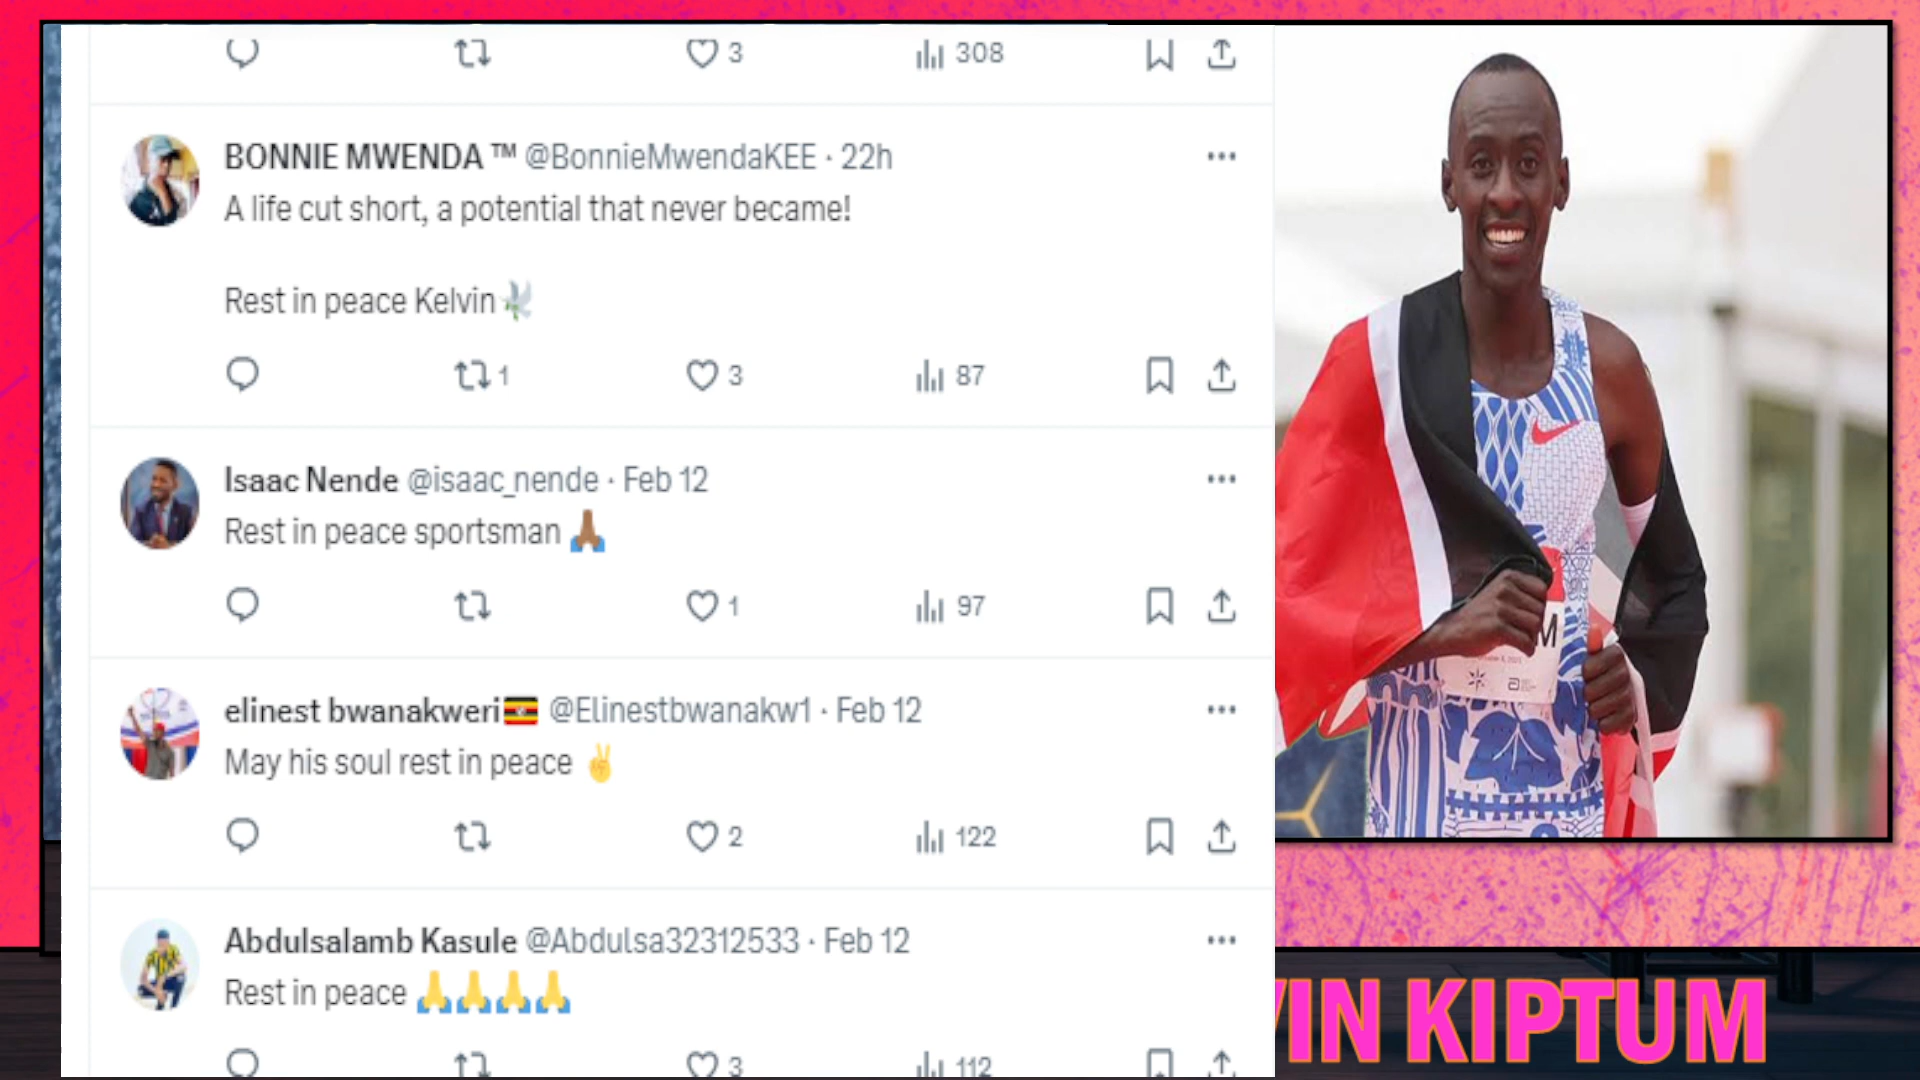 3 308
BONNIE MWENDA ™ @BonnieMwendaKEE · 22h
A life cut short, a potential that never became!
Rest in peace Kelvin
1 3 87
Isaac Nende @isaac_nende · Feb 12
Rest in peace sportsman
1 97
elinest bwanakweri @Elinestbwanakw1 · Feb 12
May his soul rest in peace
2 122
Abdulsalamb Kasule @Abdulsa32312533 · Feb 12
Rest in peace
3 112
M
VIN KIPTUM